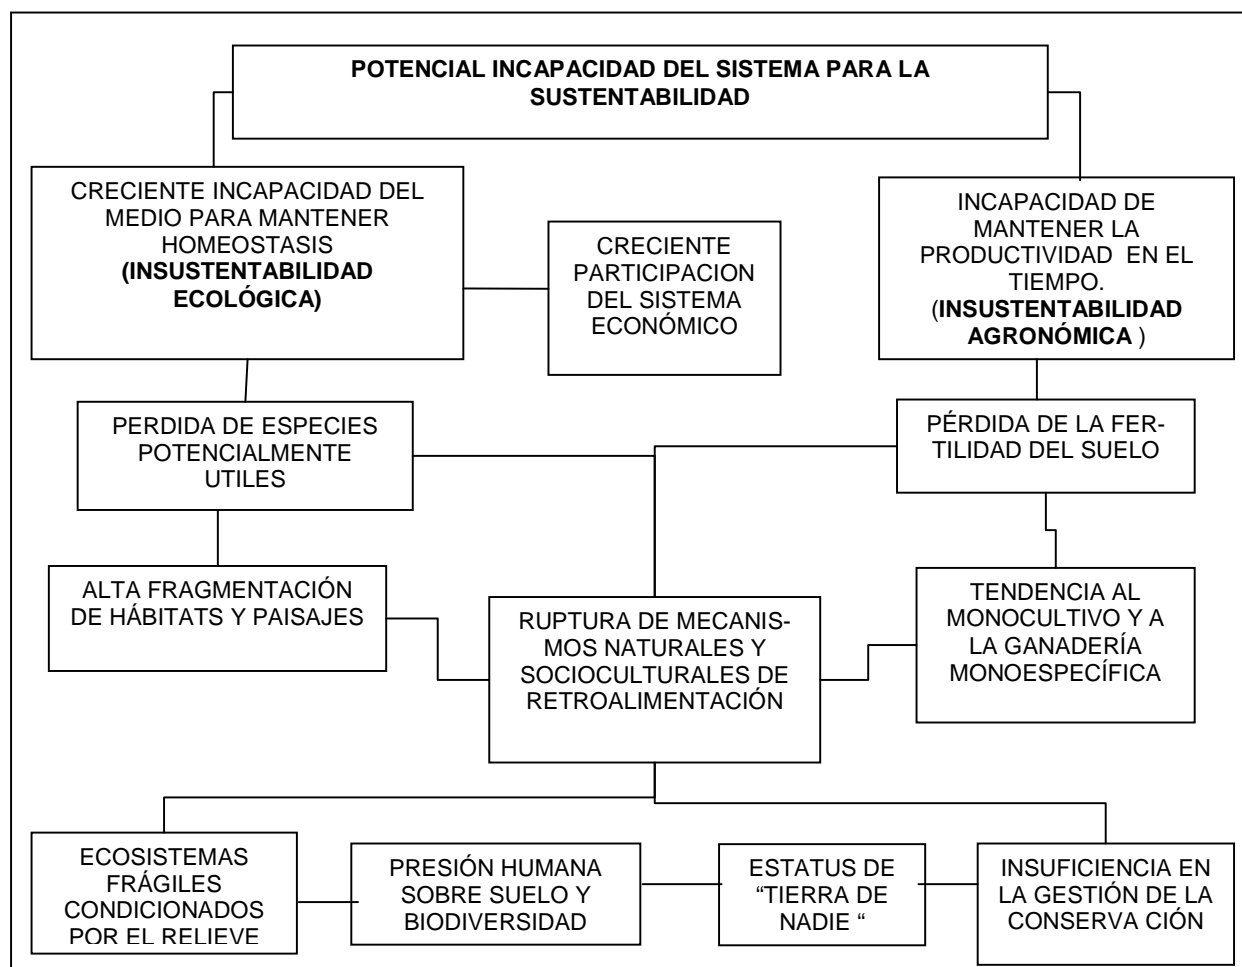 POTENCIAL INCAPACIDAD DEL SISTEMA PARA LA
SUSTENTABILIDAD
CRECIENTE INCAPACIDAD DEL
MEDIO PARA MANTENER
HOMEOSTASIS
(INSUSTENTABILIDAD
ECOLÓGICA)
CRECIENTE
PARTICIPACION
DEL SISTEMA
ECONÓMICO
INCAPACIDAD DE
MANTENER LA
PRODUCTIVIDAD EN EL
TIEMPO.
(INSUSTENTABILIDAD
AGRONÓMICA )
PERDIDA DE ESPECIES
POTENCIALMENTE
UTILES
PÉRDIDA DE LA FER-
TILIDAD DEL SUELO
ALTA FRAGMENTACIÓN
DE HÁBITATS Y PAISAJES
RUPTURA DE MECANIS-
MOS NATURALES Y
SOCIOCULTURALES DE
RETROALIMENTACIÓN
TENDENCIA AL
MONOCULTIVO Y A
LA GANADERÍA
MONOESPECÍFICA
ECOSISTEMAS
FRÁGILES
CONDICIONADOS
POR EL RELIEVE
PRESIÓN HUMANA
SOBRE SUELO Y
BIODIVERSIDAD
ESTATUS DE
“TIERRA DE
NADIE “
INSUFICIENCIA EN
LA GESTIÓN DE LA
CONSERVA CIÓN